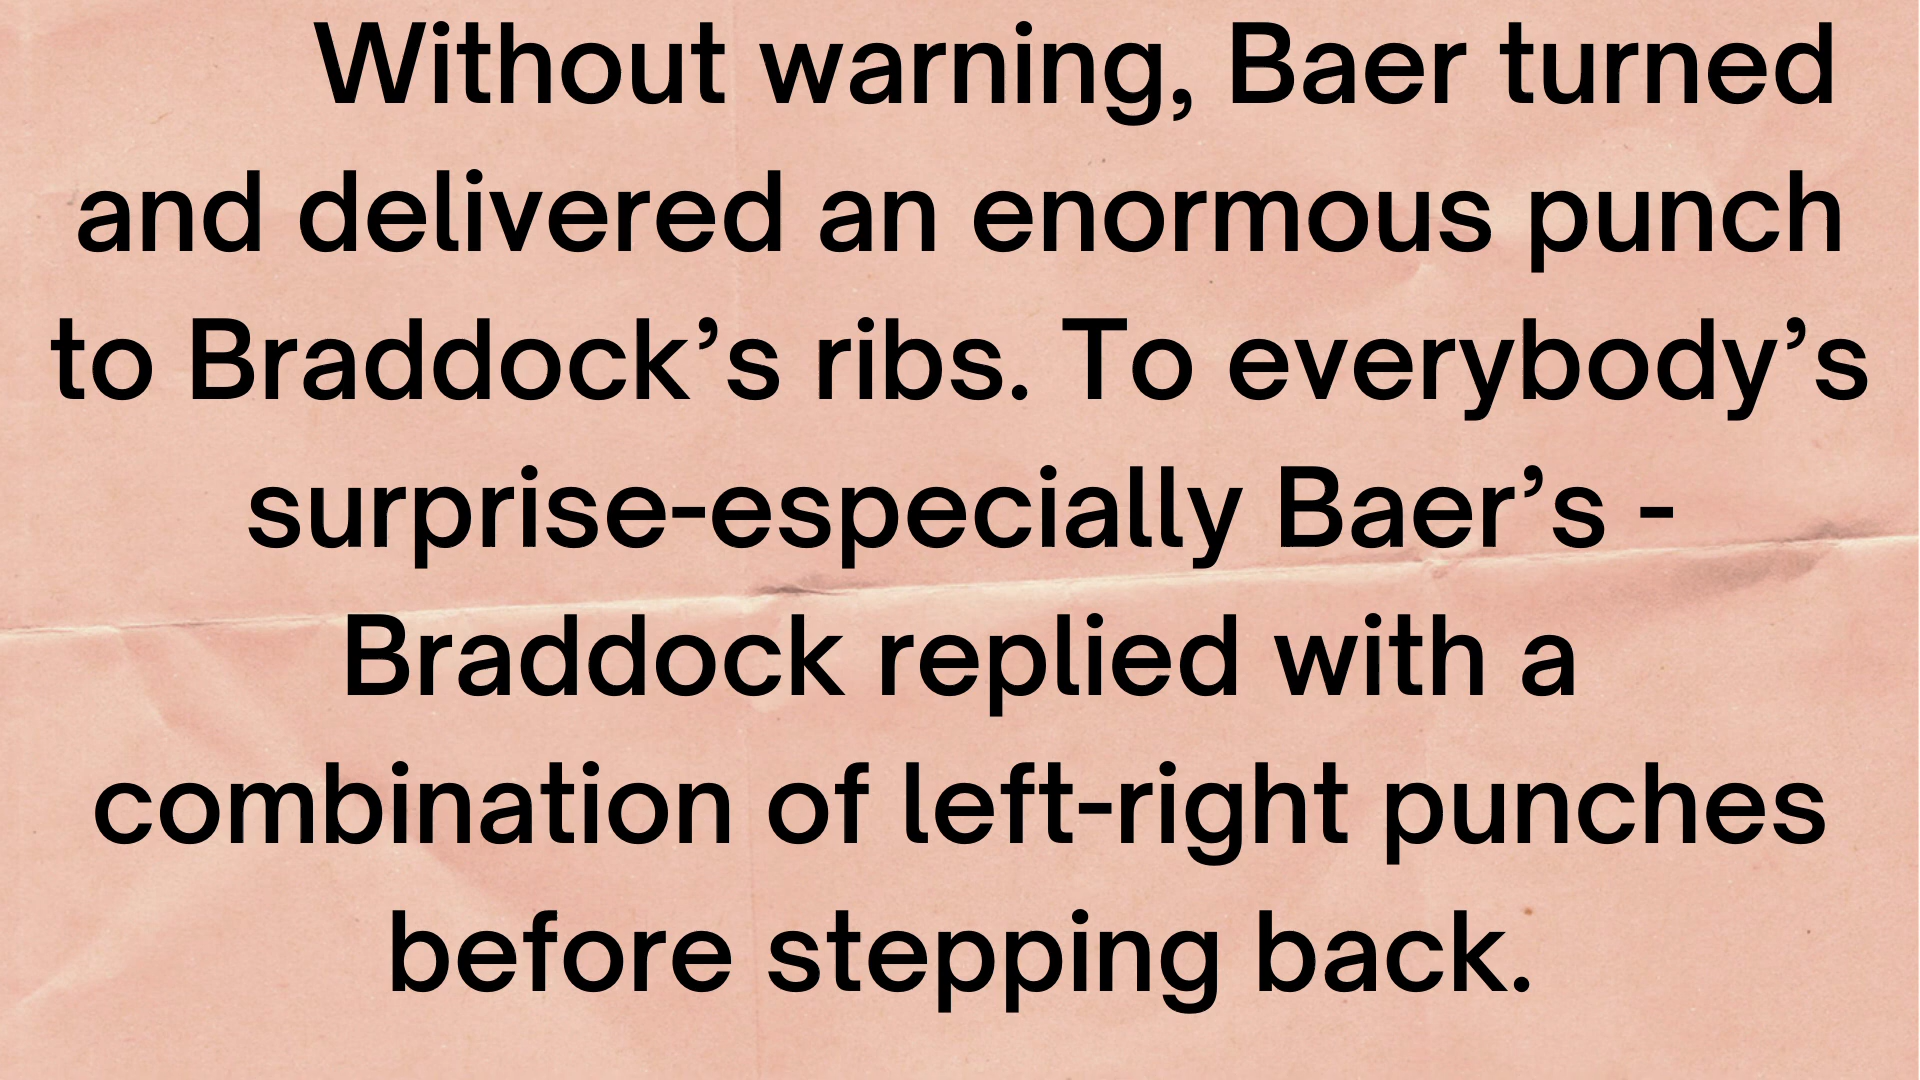 Without warning, Baer turned
and delivered an enormous punch
to Braddock’s ribs. To everybody’s
surprise-especially Baer’s -
Braddock replied with a
combination of left-right punches
before stepping back.